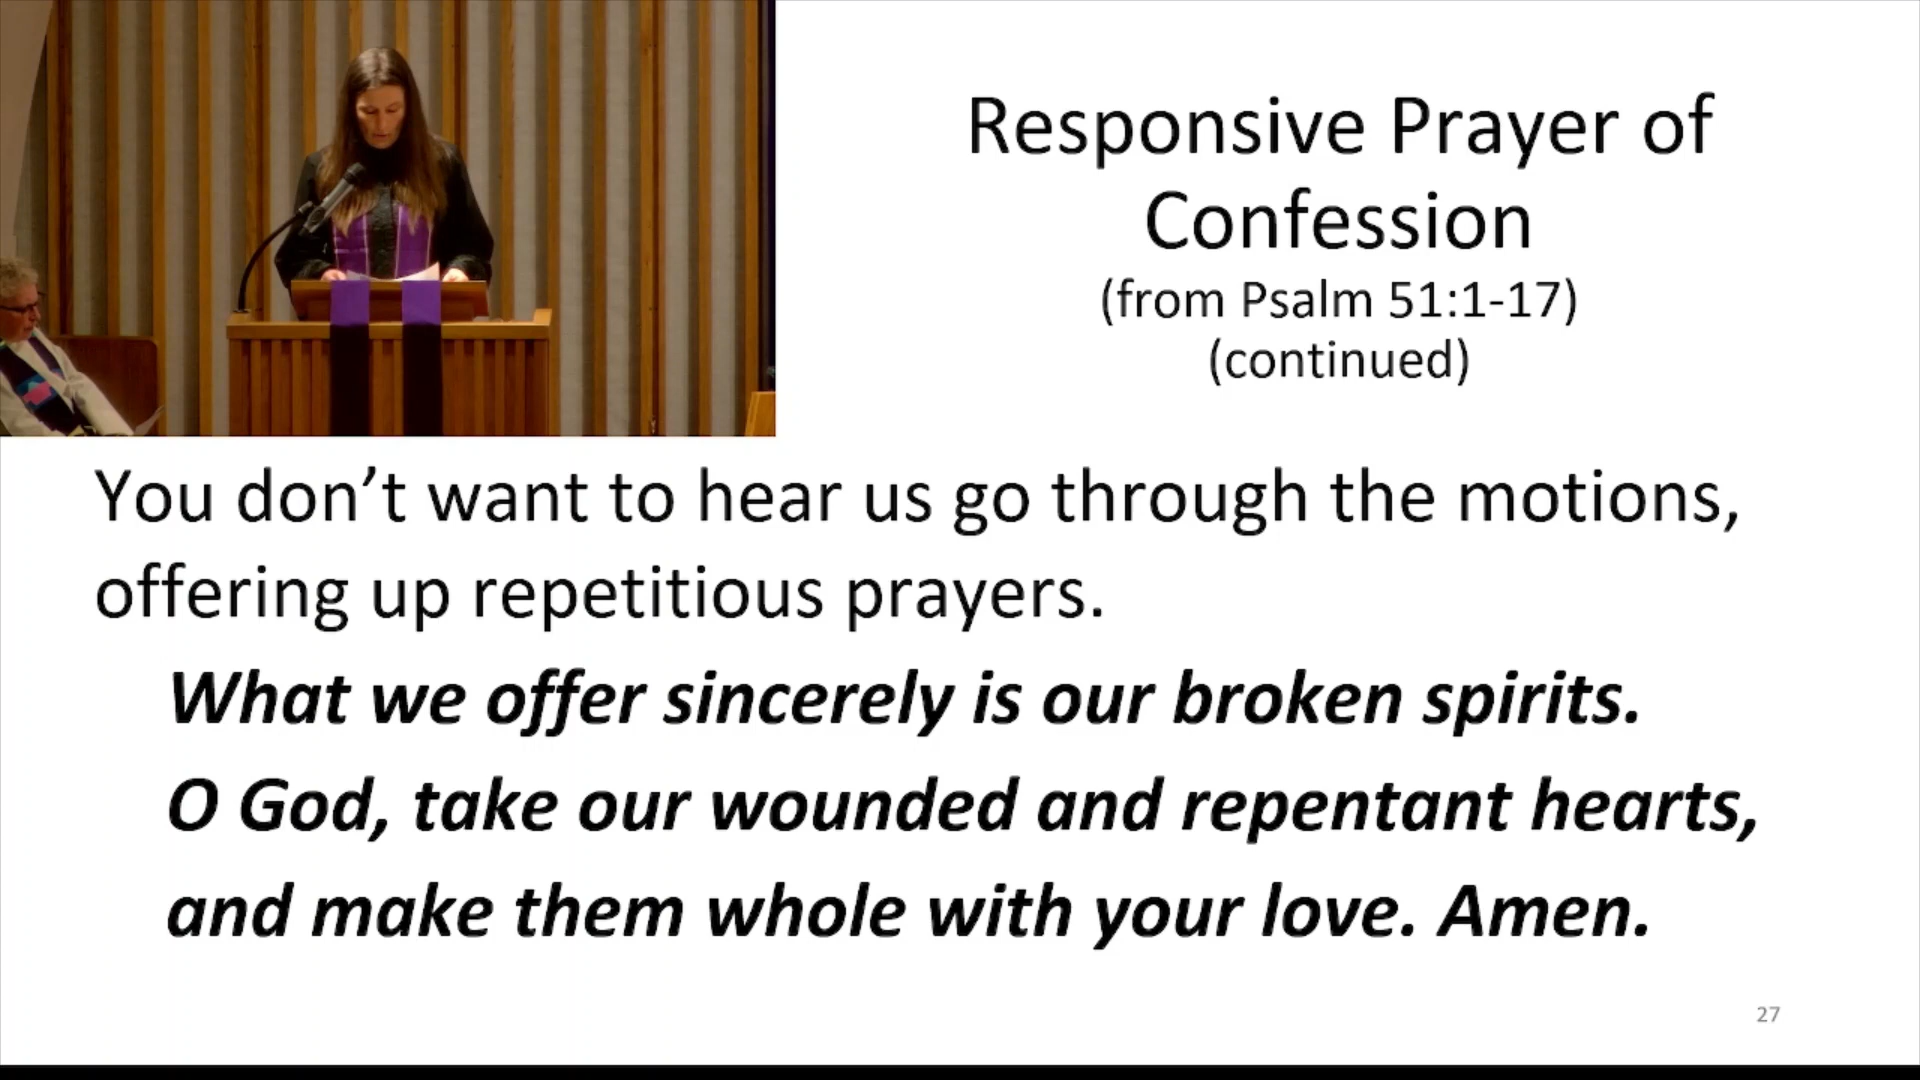 Responsive Prayer of
Confession
(from Psalm 51:1-17)
(continued)
You don’t want to hear us go through the motions,
offering up repetitious prayers.
What we offer sincerely is our broken spirits.
O God, take our wounded and repentant hearts,
and make them whole with your love. Amen.
27